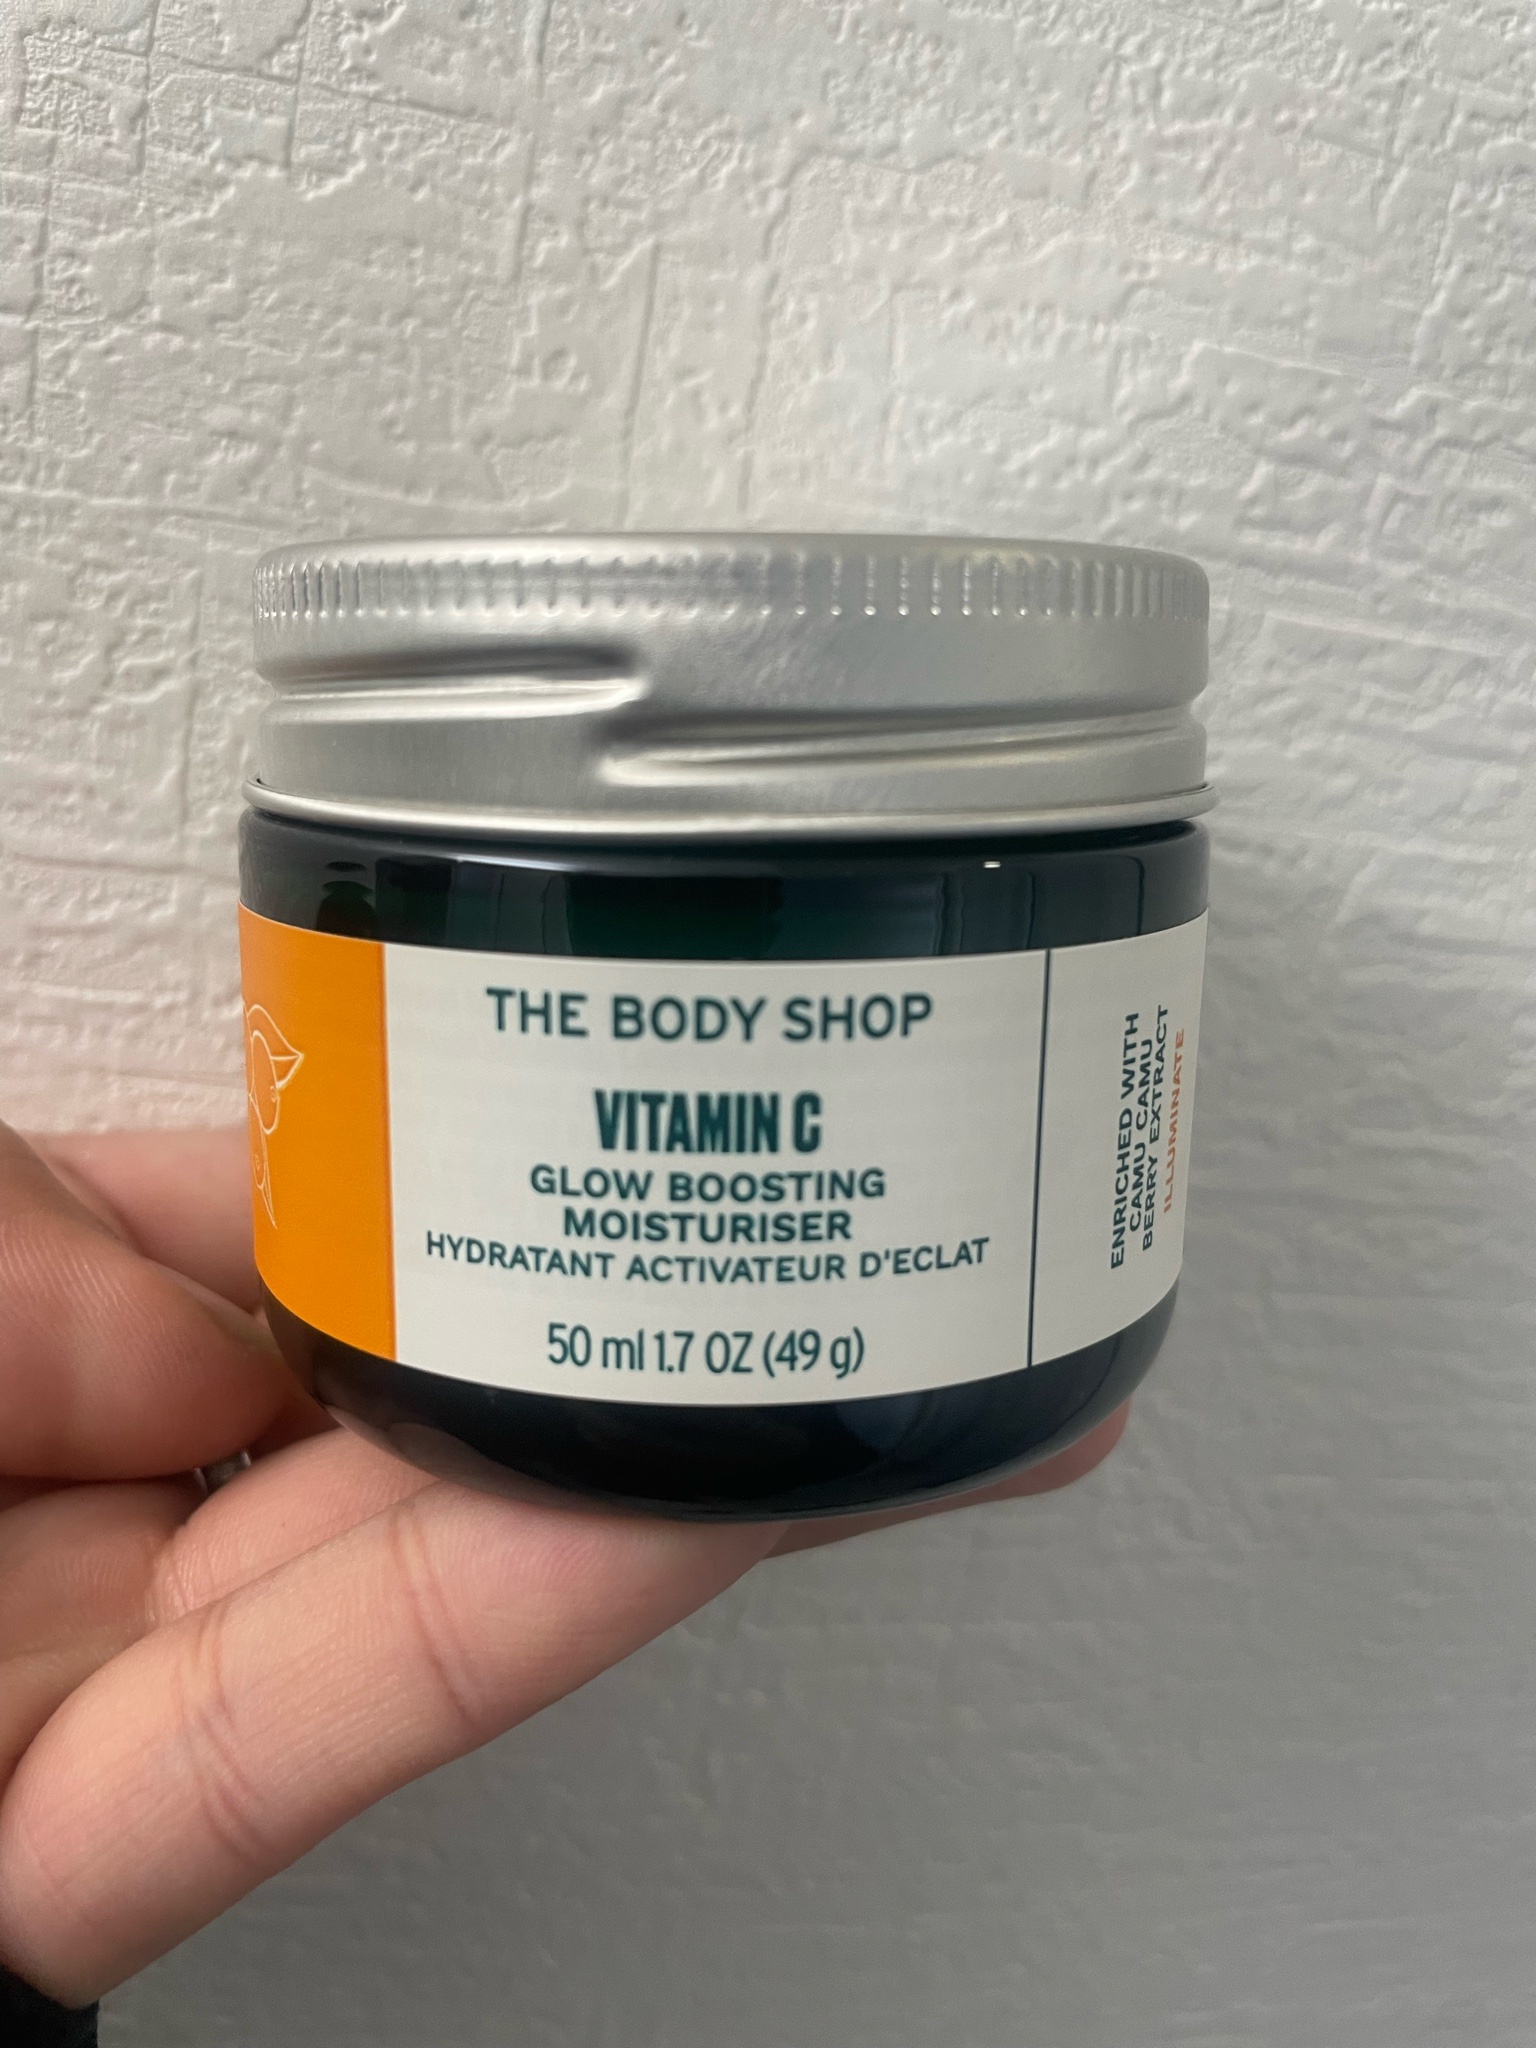 THE BODY SHOP
VITAMIN C
GLOW BOOSTING
MOISTURISER
HYDRATANT ACTIVATEUR D'ECLAT
50 ml 1.7 OZ (49 g)
ENRICHED WITH
CAMU CAMU
BERRY EXTRACT
ILLUMINATE